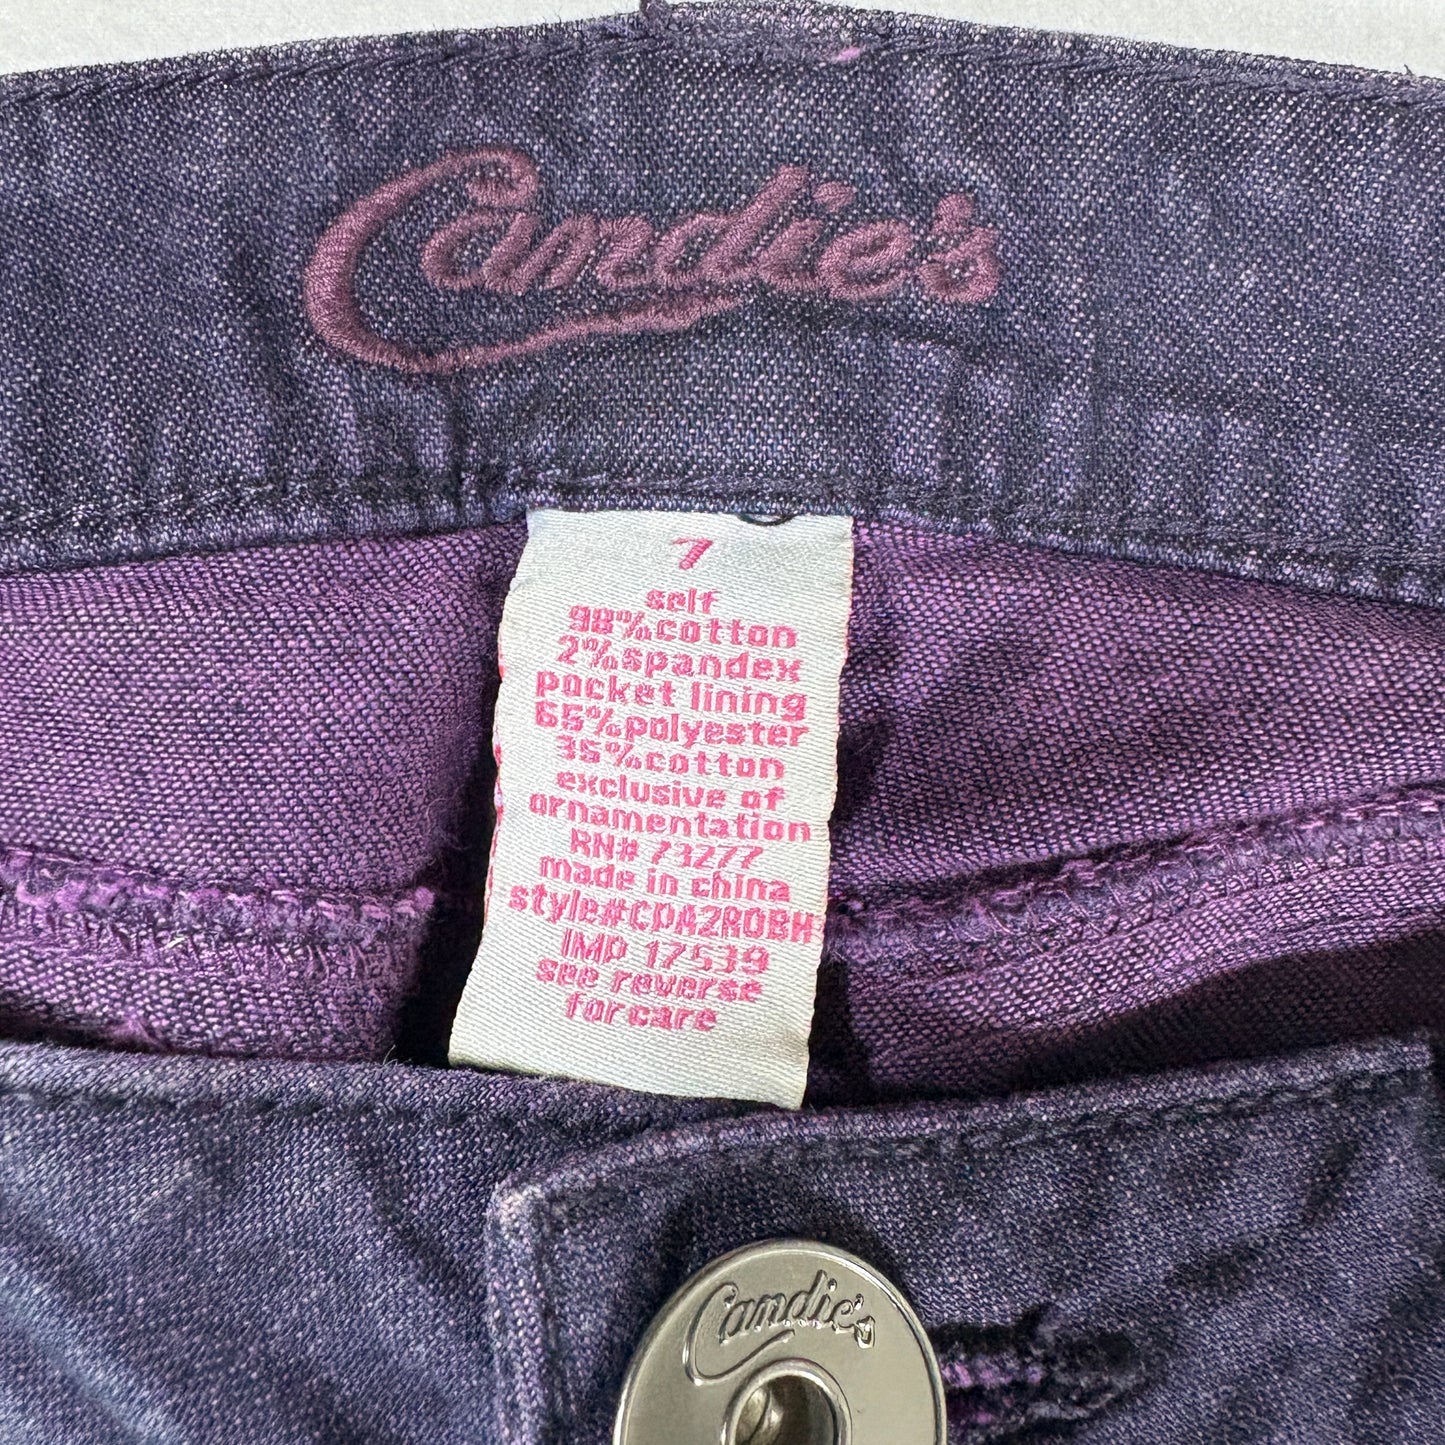 Candie's
7
self
98%cotton
2%spandex
pocket lining
65%polyester
35%cotton
exclusive of
ornamentation
RN# 73277
made in china
style#CDA2R0BH
IMP 17539
see reverse
for care
Candie's